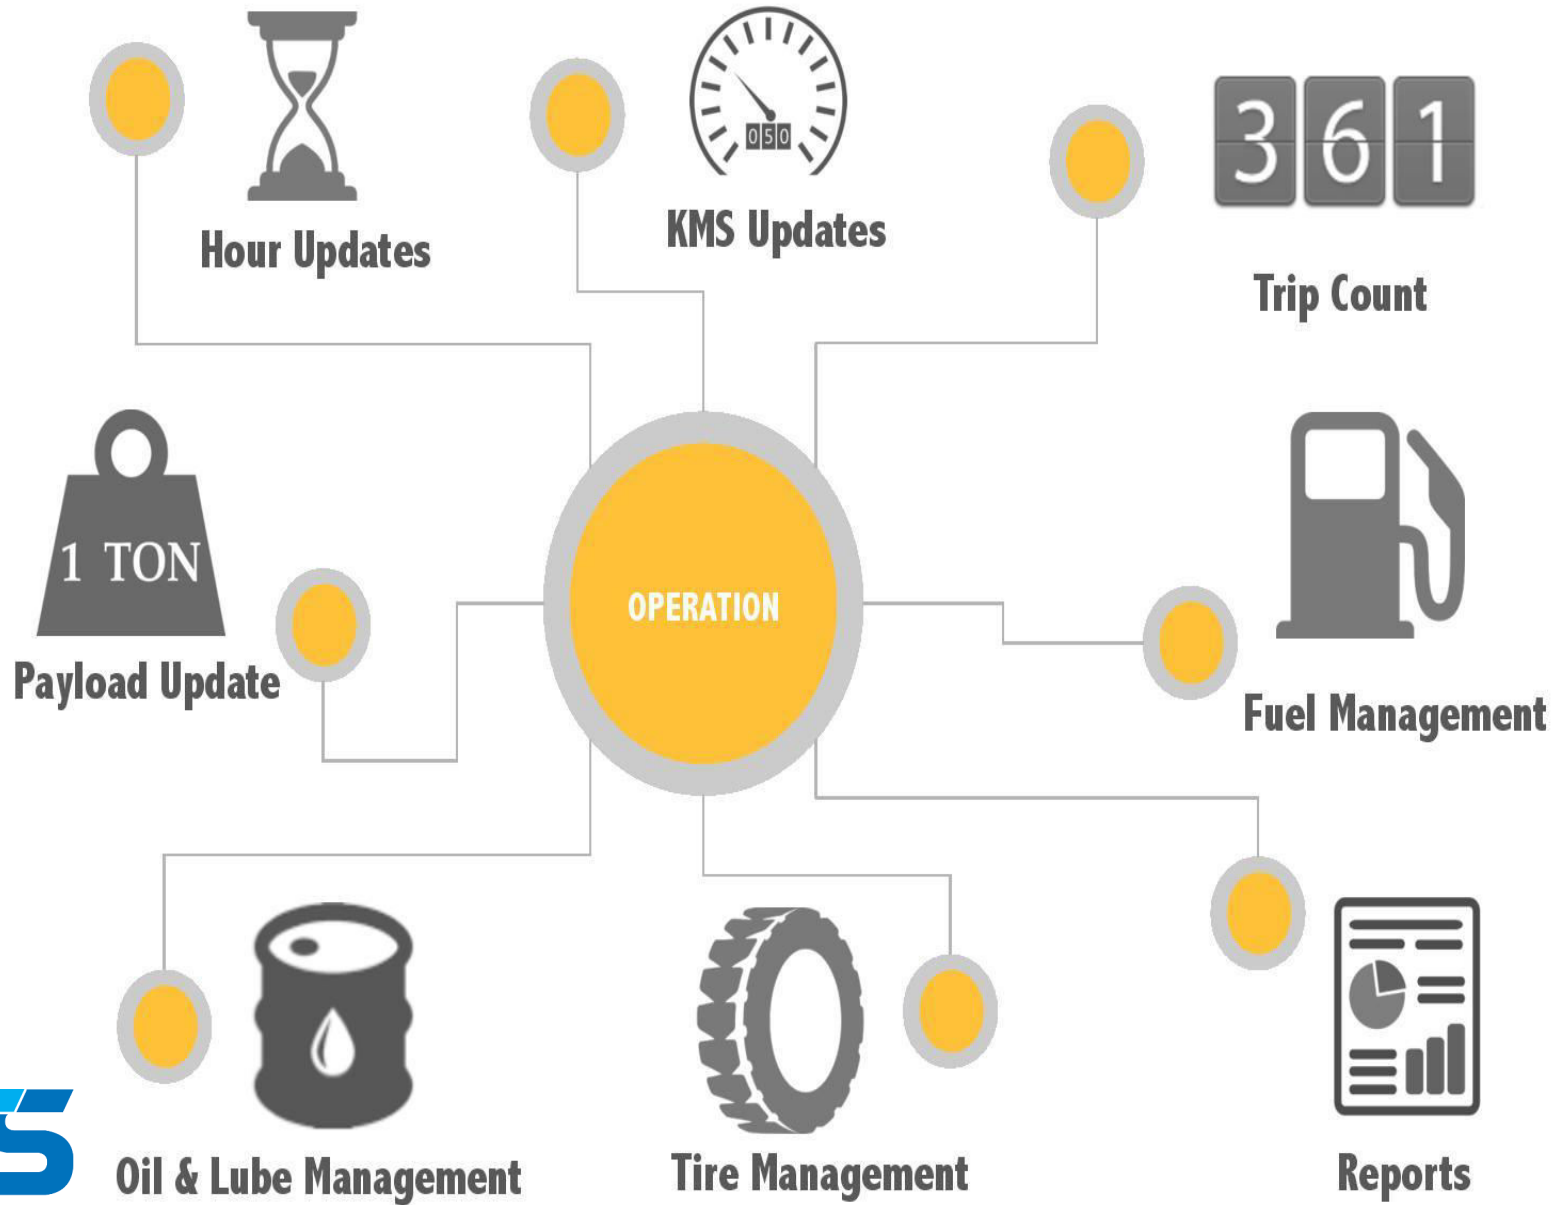 050
361
Hour Updates
KMS Updates
Trip Count
1 TON
OPERATION
Payload Update
Fuel Management
Oil & Lube Management
Tire Management
Reports
S